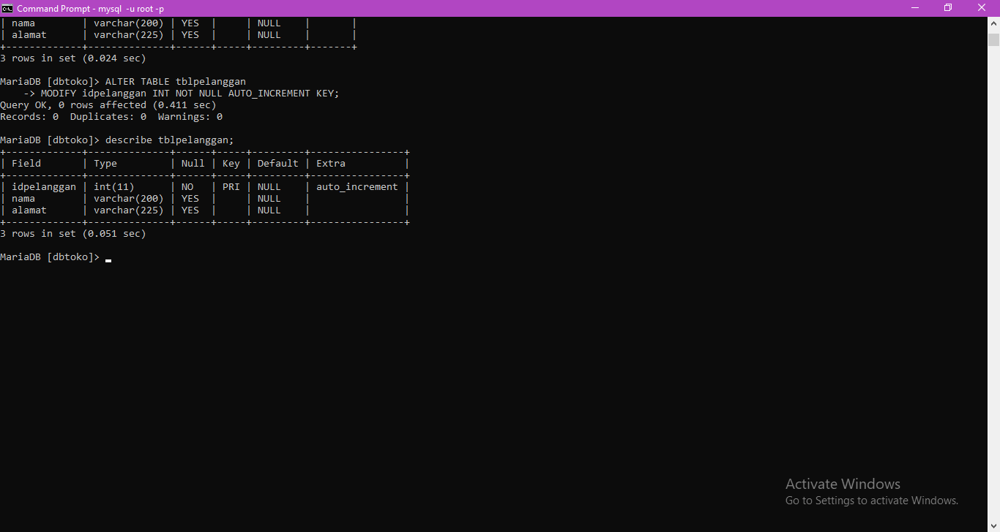 Command Prompt - mysql -u root -p
| nama        | varchar(200) | YES  |     | NULL    |       |
| alamat      | varchar(225) | YES  |     | NULL    |       |
+-------------+--------------+------+-----+---------+-------+
3 rows in set (0.024 sec)
MariaDB [dbtoko]> ALTER TABLE tblpelanggan
    -> MODIFY idpelanggan INT NOT NULL AUTO_INCREMENT KEY;
Query OK, 0 rows affected (0.411 sec)
Records: 0  Duplicates: 0  Warnings: 0
MariaDB [dbtoko]> describe tblpelanggan;
+-------------+--------------+------+-----+---------+----------------+
| Field       | Type         | Null | Key | Default | Extra          |
+-------------+--------------+------+-----+---------+----------------+
| idpelanggan | int(11)      | NO   | PRI | NULL    | auto_increment |
| nama        | varchar(200) | YES  |     | NULL    |                |
| alamat      | varchar(225) | YES  |     | NULL    |                |
+-------------+--------------+------+-----+---------+----------------+
3 rows in set (0.051 sec)
MariaDB [dbtoko]> _
Activate Windows
Go to Settings to activate Windows.